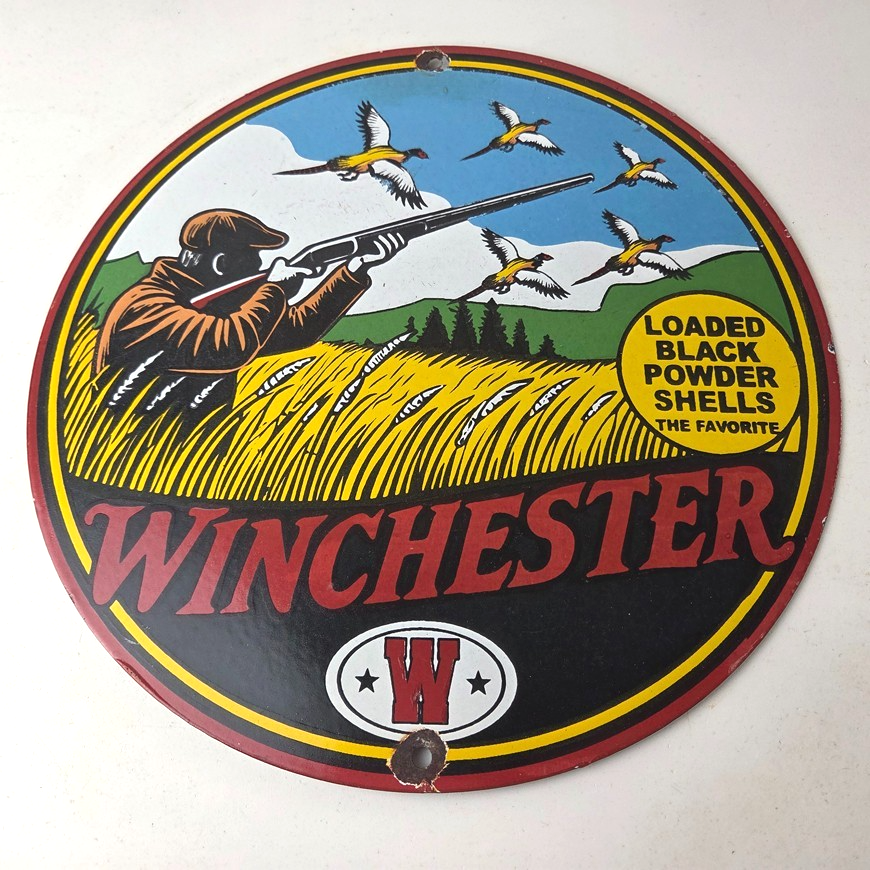 LOADED
BLACK
POWDER
SHELLS
THE FAVORITE
WINCHESTER
W